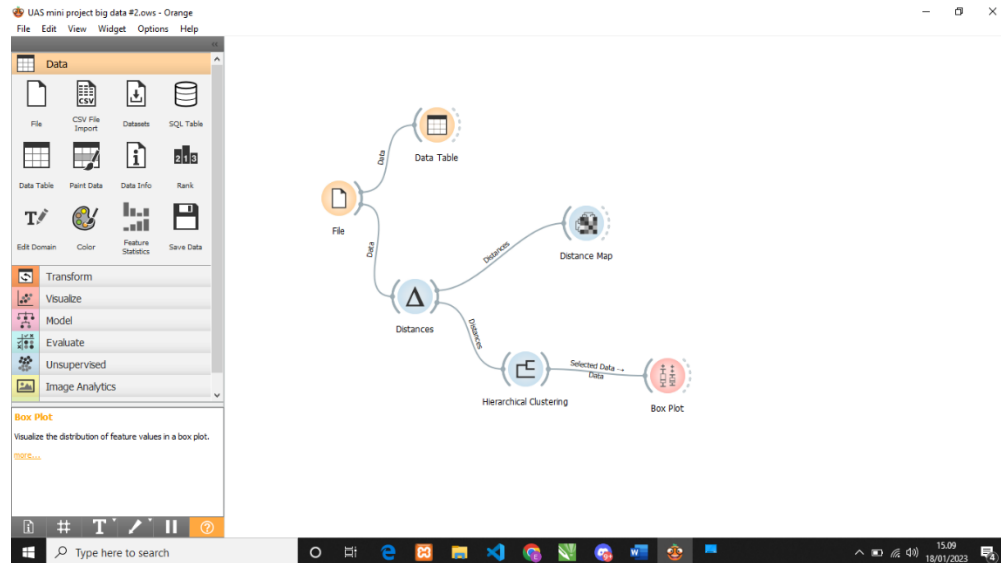 UAS mini project big data #2.ows - Orange
File Edit View Widget Options Help
Data
File
CSV File Import
Datasets
SQL Table
Data Table
Paint Data
Data Info
Rank
Edit Domain
Color
Feature Statistics
Save Data
Transform
Visualize
Model
Evaluate
Unsupervised
Image Analytics
Box Plot
Visualize the distribution of feature values in a box plot.
more...
Data
Data Table
File
Data
Distances
Distances
Distance Map
Distances
Hierarchical Clustering
Selected Data →
Data
Box Plot
Type here to search
15.09
18/01/2023